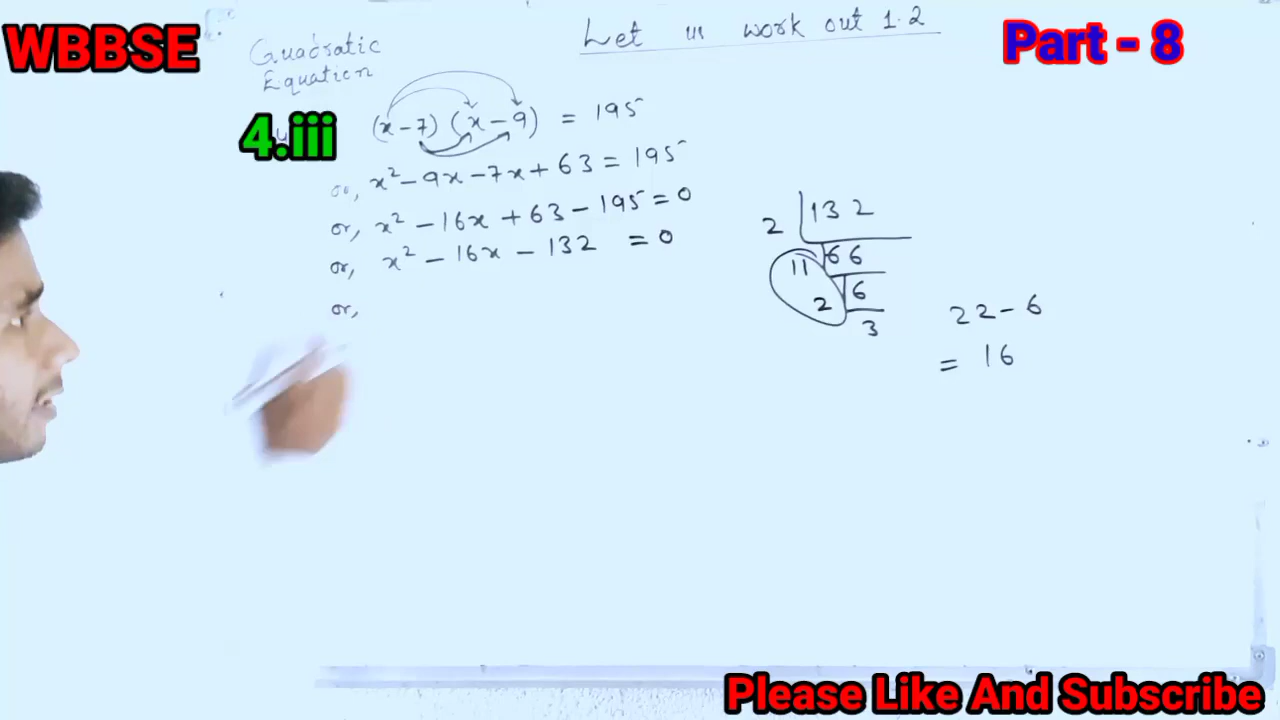 WBBSE
Quadratic
Equation
Let us work out 1.2
Part - 8
4.iii
(x-7) (x-9) = 195
or, x² - 9x - 7x + 63 = 195
or, x² - 16x + 63 - 195 = 0
or, x² - 16x - 132 = 0
or,
2 132
11 66
2 6
3
22 - 6
= 16
Please Like And Subscribe